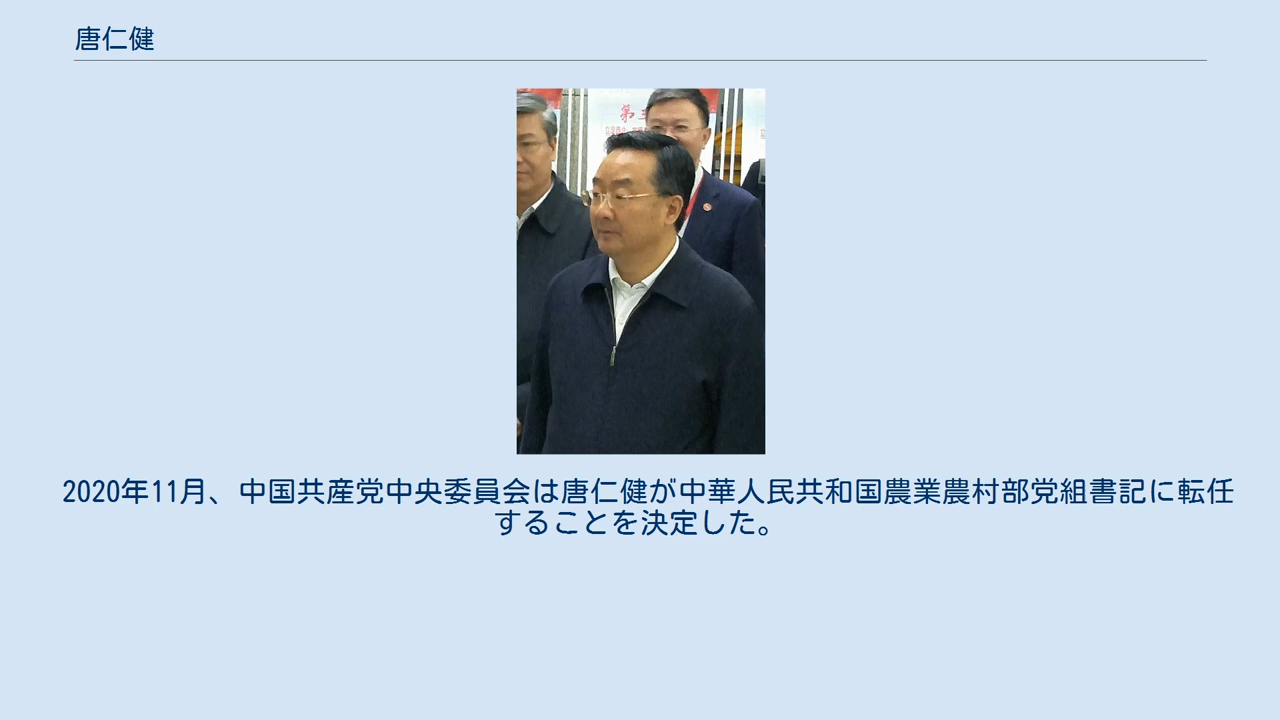 唐仁健
第三
2020年11月、中国共産党中央委員会は唐仁健が中華人民共和国農業農村部党組書記に転任
することを決定した。